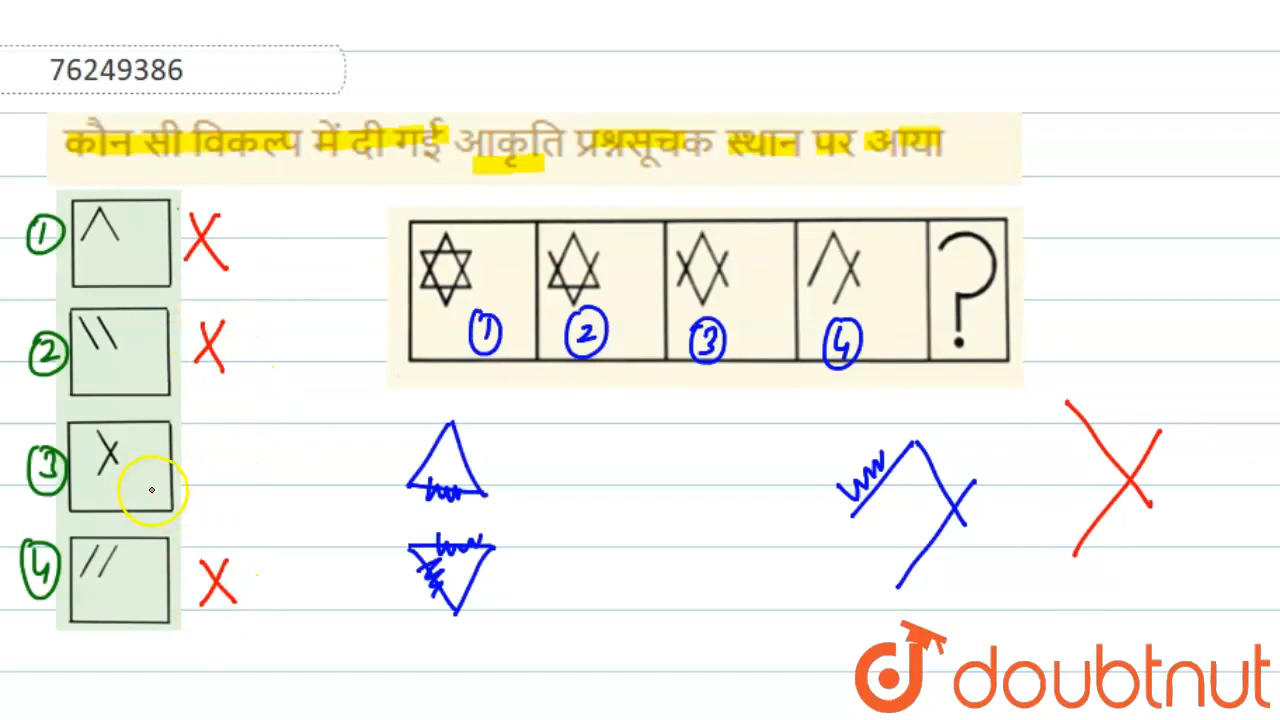 76249386
कौन सी विकल्प में दी गई आकृति प्रश्नसूचक स्थान पर आया
1 X
2 X
3
4 X
1 2 3 4 ?
doubtnut